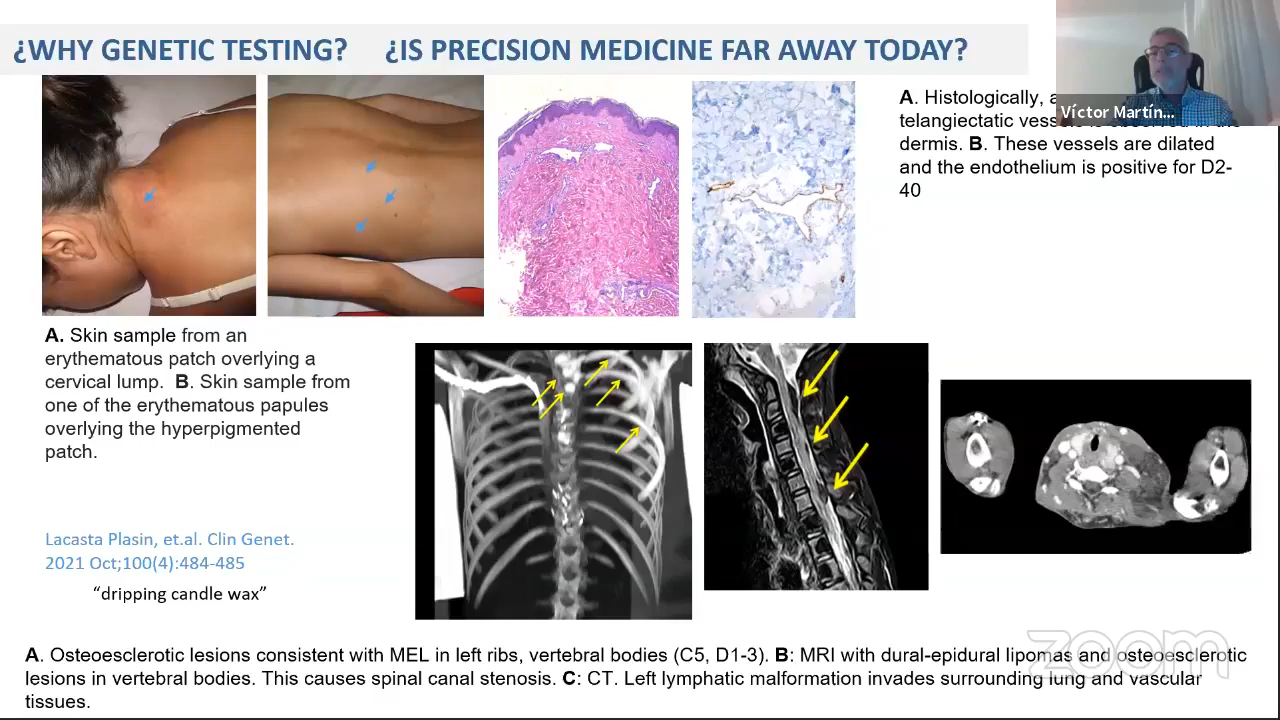 ¿WHY GENETIC TESTING? ¿IS PRECISION MEDICINE FAR AWAY TODAY?
Víctor Martín...
A. Histologically, a
telangiectatic
dermis. B. These vessels are dilated
and the endothelium is positive for D2-
40
A. Skin sample from an
erythematous patch overlying a
cervical lump. B. Skin sample from
one of the erythematous papules
overlying the hyperpigmented
patch.
Lacasta Plasin, et.al. Clin Genet.
2021 Oct;100(4):484-485
“dripping candle wax”
A. Osteoesclerotic lesions consistent with MEL in left ribs, vertebral bodies (C5, D1-3). B: MRI with dural-epidural lipomas and osteoesclerotic
lesions in vertebral bodies. This causes spinal canal stenosis. C: CT. Left lymphatic malformation invades surrounding lung and vascular
tissues.
zoom